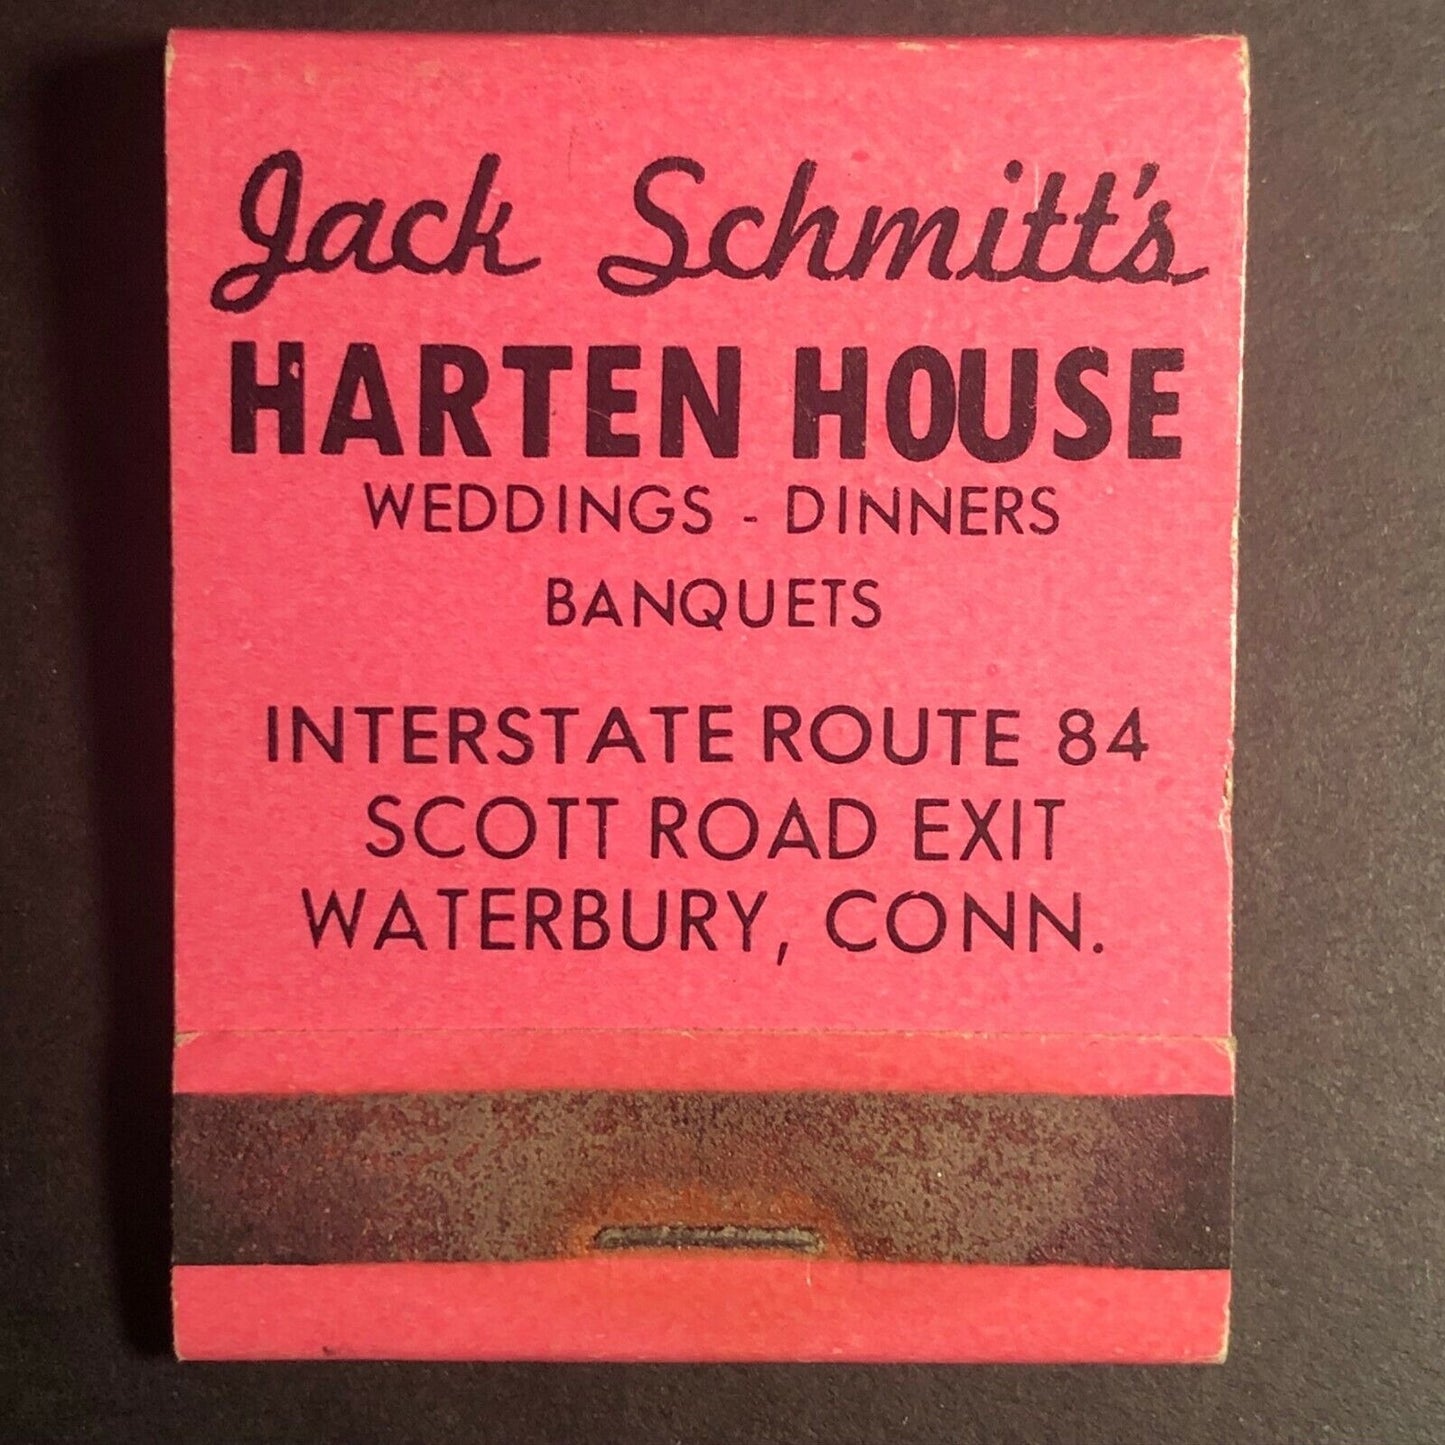 Jack Schmitt's
HARTEN HOUSE
WEDDINGS - DINNERS
BANQUETS
INTERSTATE ROUTE 84
SCOTT ROAD EXIT
WATERBURY, CONN.